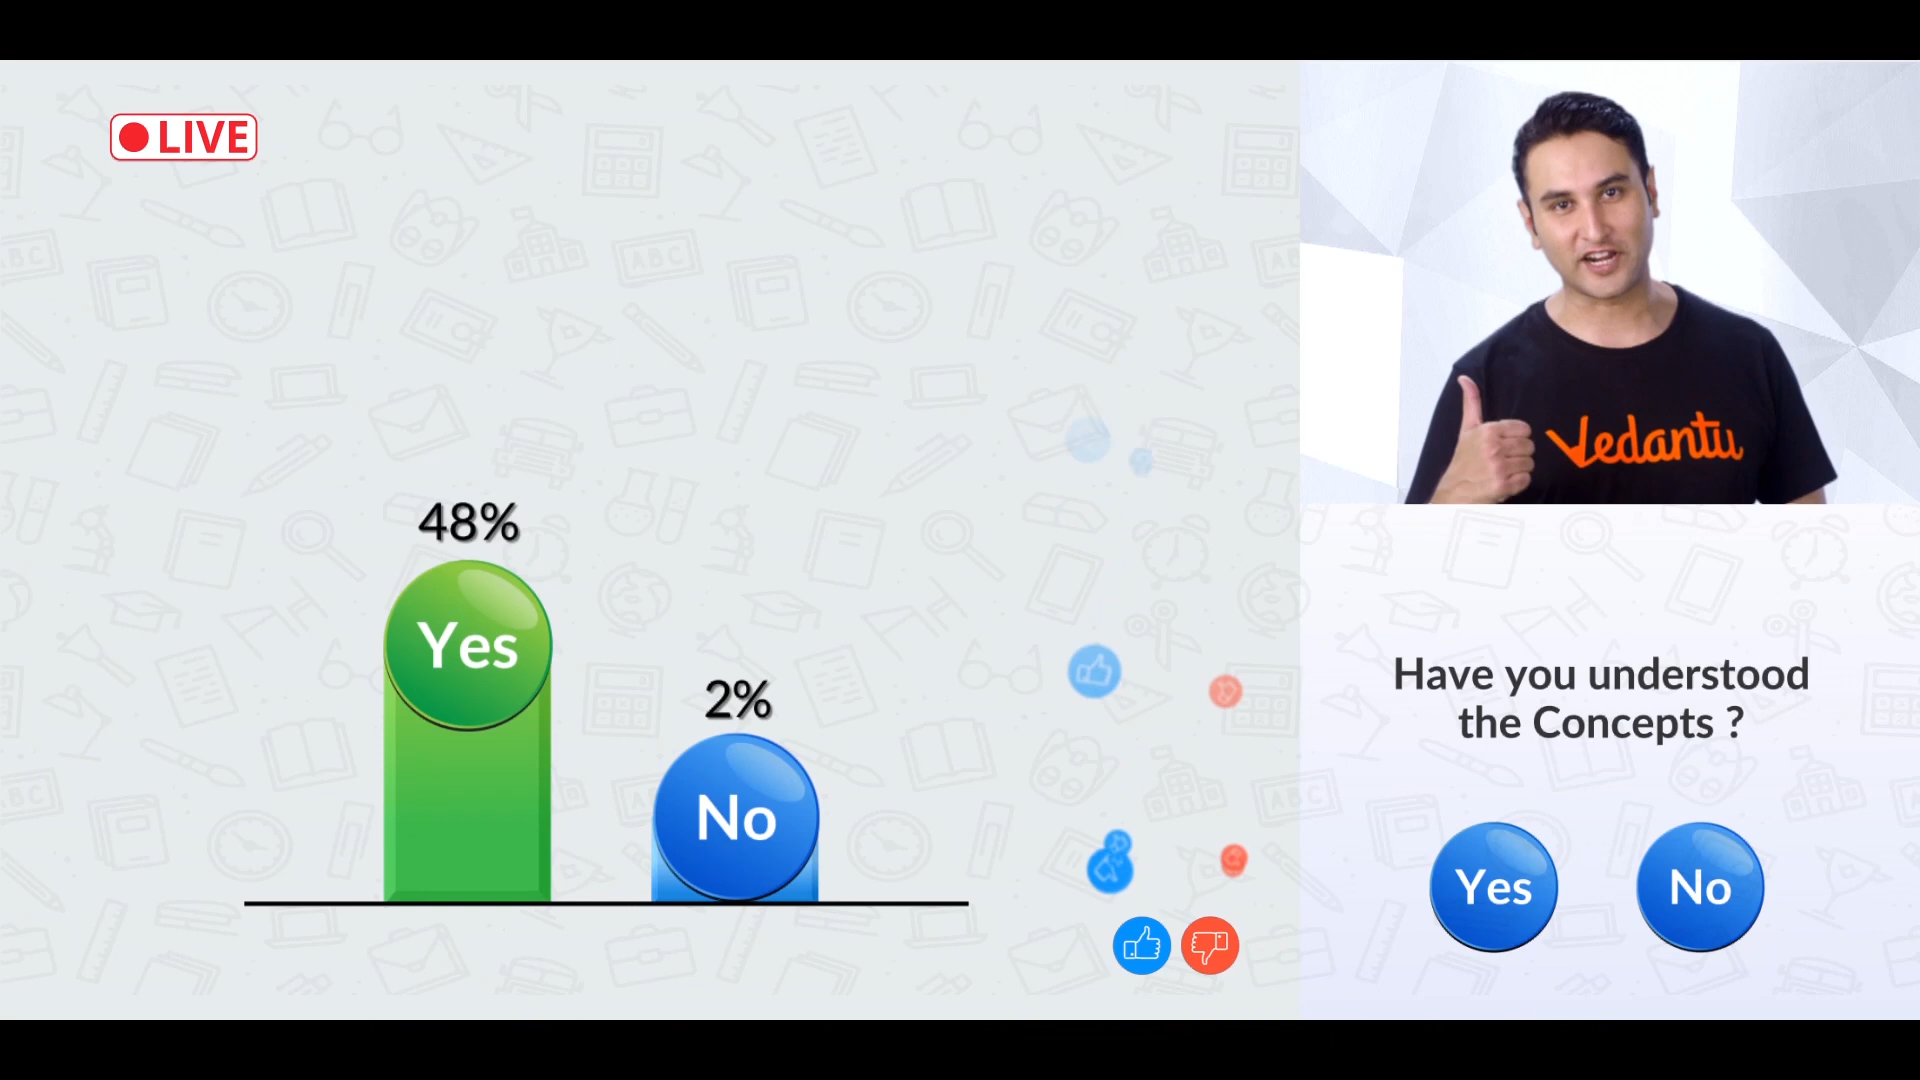 LIVE
48%
Yes
2%
No
Vedantu
Have you understood
the Concepts ?
Yes
No